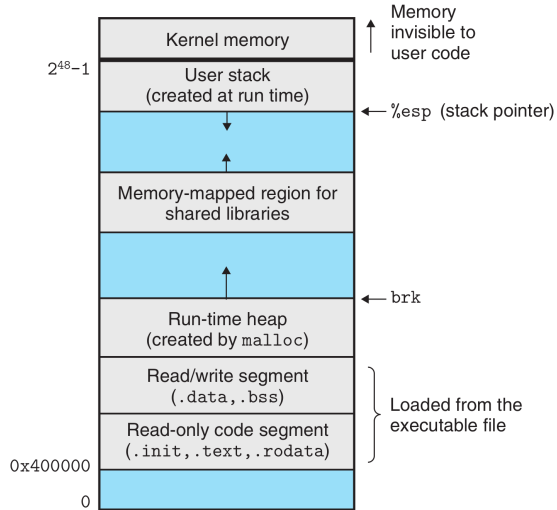 Memory
invisible to
user code
Kernel memory
2⁴⁸−1
User stack
(created at run time)
%esp (stack pointer)
Memory-mapped region for
shared libraries
brk
Run-time heap
(created by malloc)
Read/write segment
(.data,.bss)
Loaded from the
executable file
Read-only code segment
(.init,.text,.rodata)
0x400000
0